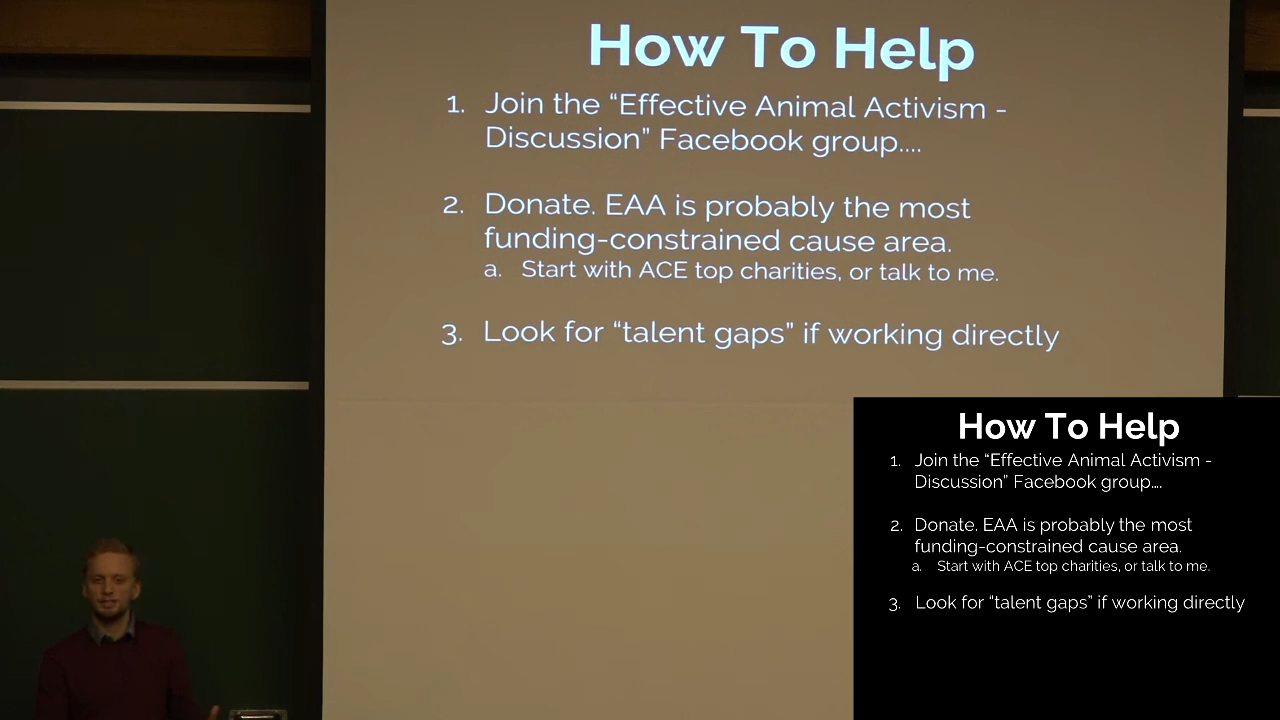 How To Help
1. Join the “Effective Animal Activism -
Discussion” Facebook group....
2. Donate. EAA is probably the most
funding-constrained cause area.
a. Start with ACE top charities, or talk to me.
3. Look for “talent gaps” if working directly
How To Help
1. Join the “Effective Animal Activism -
Discussion” Facebook group....
2. Donate. EAA is probably the most
funding-constrained cause area.
a. Start with ACE top charities, or talk to me.
3. Look for “talent gaps” if working directly